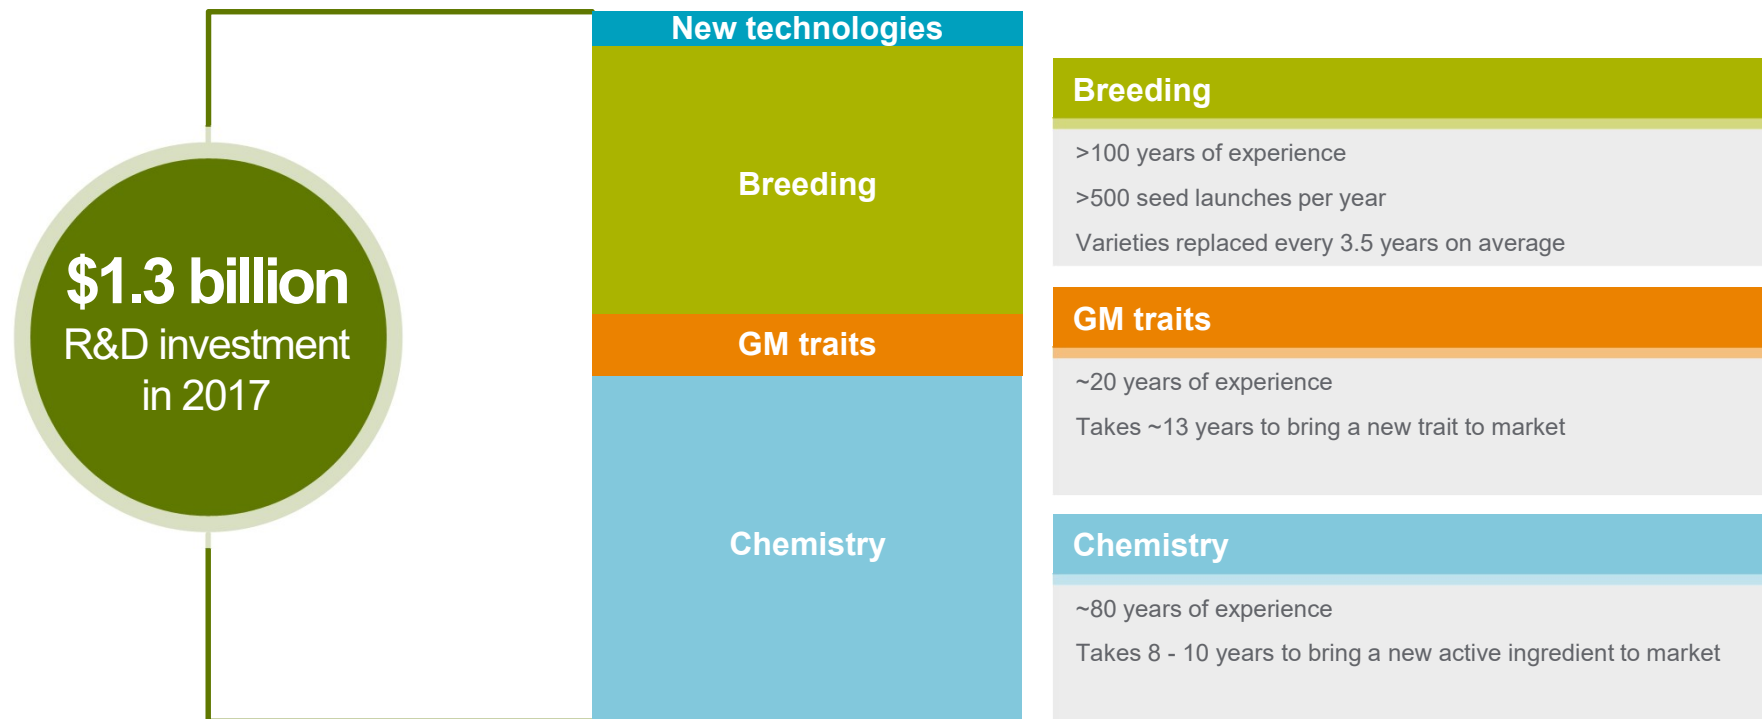 $1.3 billion
R&D investment
in 2017
New technologies
Breeding
GM traits
Chemistry
Breeding
>100 years of experience
>500 seed launches per year
Varieties replaced every 3.5 years on average
GM traits
~20 years of experience
Takes ~13 years to bring a new trait to market
Chemistry
~80 years of experience
Takes 8 - 10 years to bring a new active ingredient to market